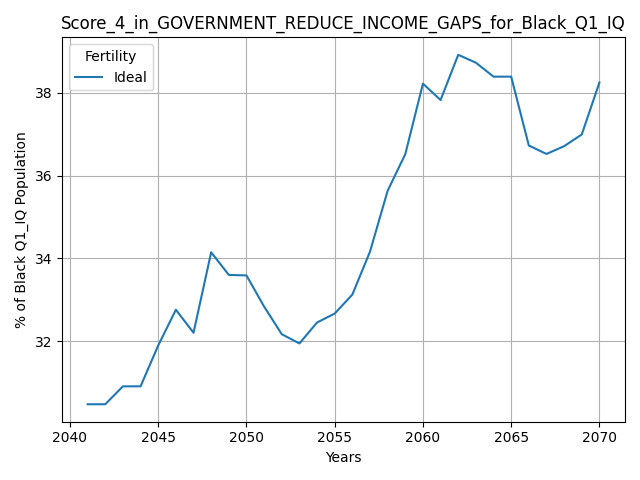 Score_4_in_GOVERNMENT_REDUCE_INCOME_GAPS_for_Black_Q1_IQ
Fertility
Ideal
% of Black Q1_IQ Population
38
36
34
32
2040 2045 2050 2055 2060 2065 2070
Years